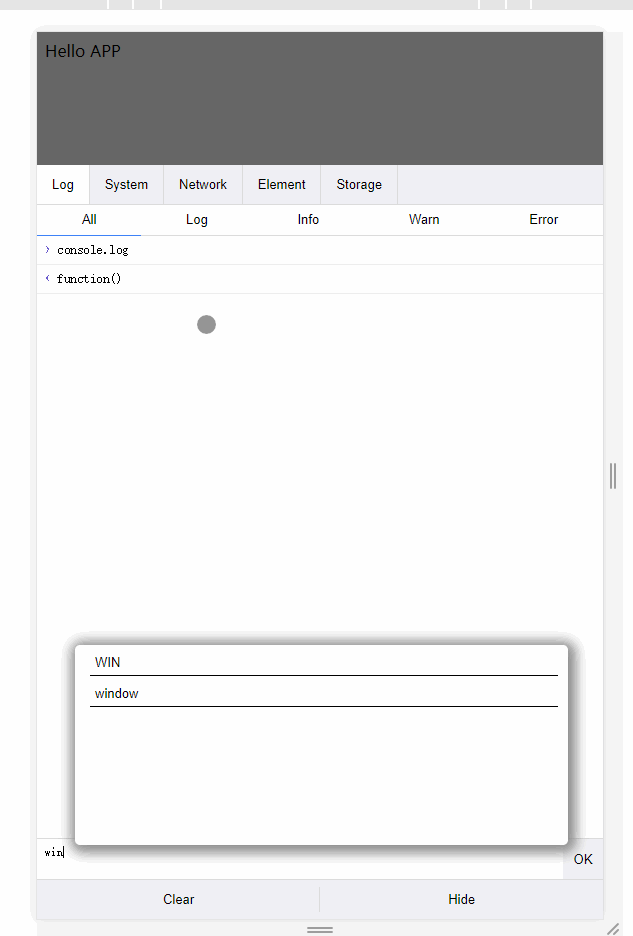 Hello APP
Log System Network Element Storage
All Log Info Warn Error
› console.log
‹ function()
WIN
window
win
OK
Clear Hide